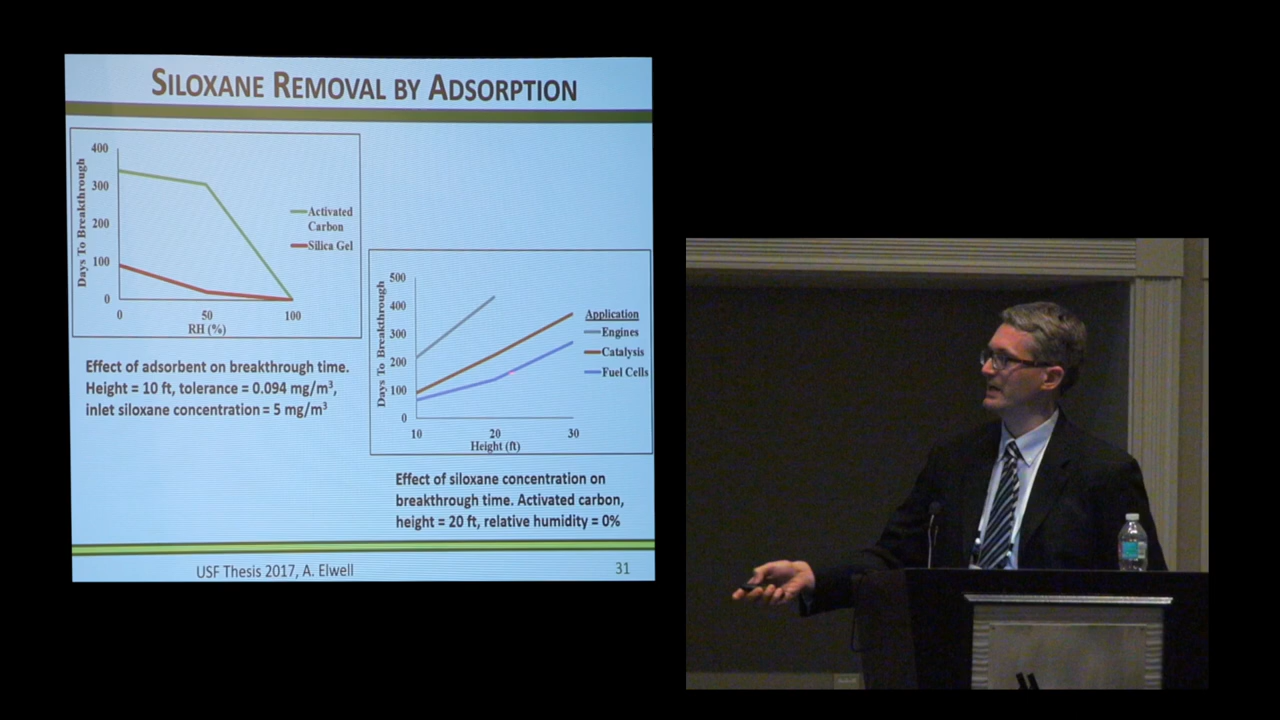 SILOXANE REMOVAL BY ADSORPTION
Days To Breakthrough
400
300
200
100
0
0 50 100
RH (%)
Activated
Carbon
Silica Gel
Effect of adsorbent on breakthrough time.
Height = 10 ft, tolerance = 0.094 mg/m³,
inlet siloxane concentration = 5 mg/m³
Days To Breakthrough
500
400
300
200
100
0
10 20 30
Height (ft)
Application
Engines
Catalysis
Fuel Cells
Effect of siloxane concentration on
breakthrough time. Activated carbon,
height = 20 ft, relative humidity = 0%
USF Thesis 2017, A. Elwell
31